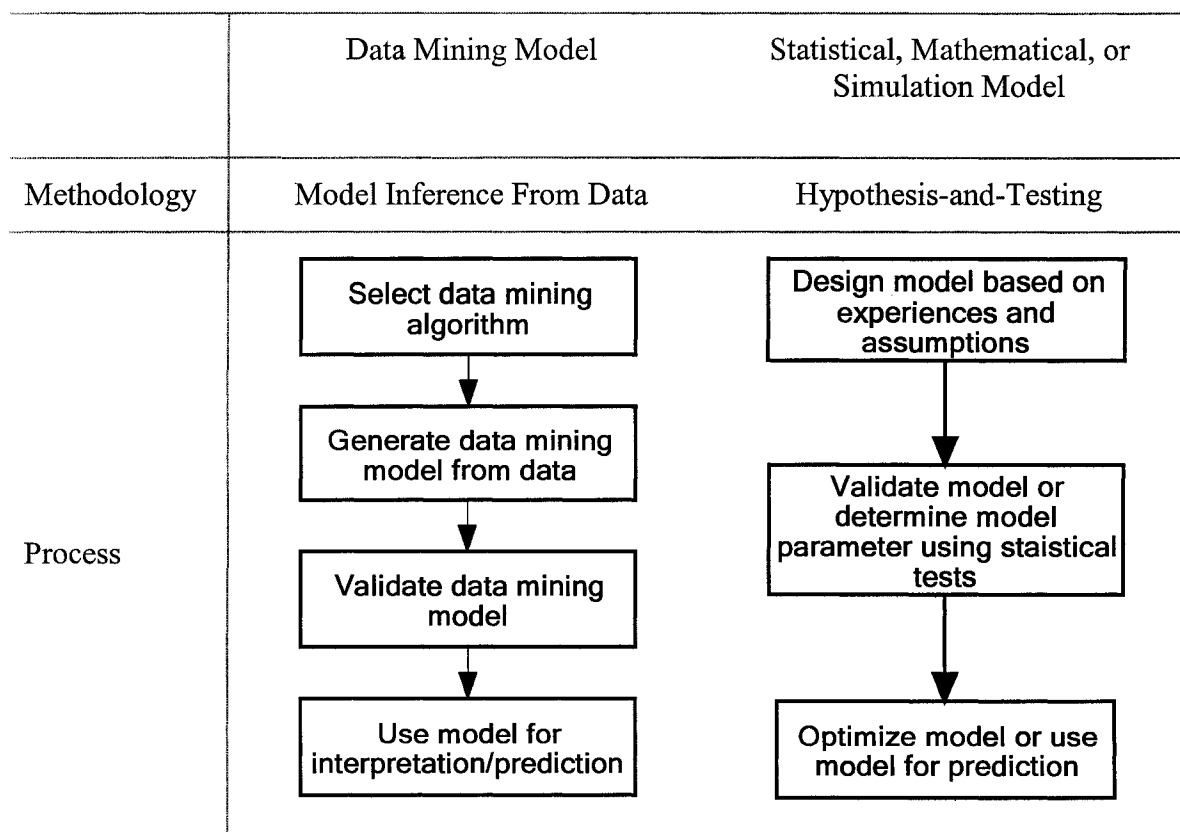 Data Mining Model
Statistical, Mathematical, or
Simulation Model
Methodology
Model Inference From Data
Hypothesis-and-Testing
Process
Select data mining
algorithm
Generate data mining
model from data
Validate data mining
model
Use model for
interpretation/prediction
Design model based on
experiences and
assumptions
Validate model or
determine model
parameter using staistical
tests
Optimize model or use
model for prediction